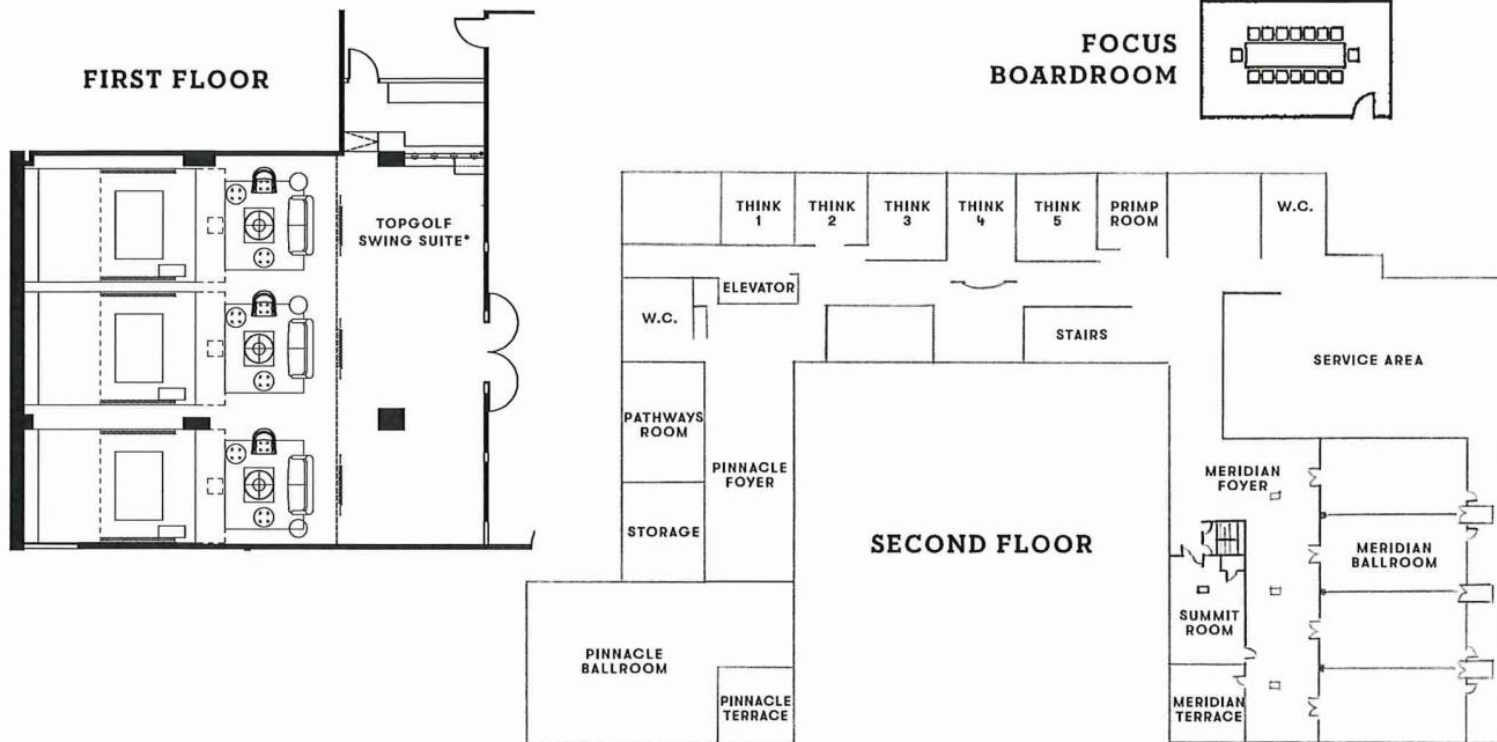 FIRST FLOOR
TOPGOLF
SWING SUITE*
FOCUS
BOARDROOM
THINK
1
THINK
2
THINK
3
THINK
4
THINK
5
PRIMP
ROOM
W.C.
ELEVATOR
W.C.
STAIRS
SERVICE AREA
PATHWAYS
ROOM
PINNACLE
FOYER
MERIDIAN
FOYER
STORAGE
SECOND FLOOR
MERIDIAN
BALLROOM
SUMMIT
ROOM
PINNACLE
BALLROOM
PINNACLE
TERRACE
MERIDIAN
TERRACE